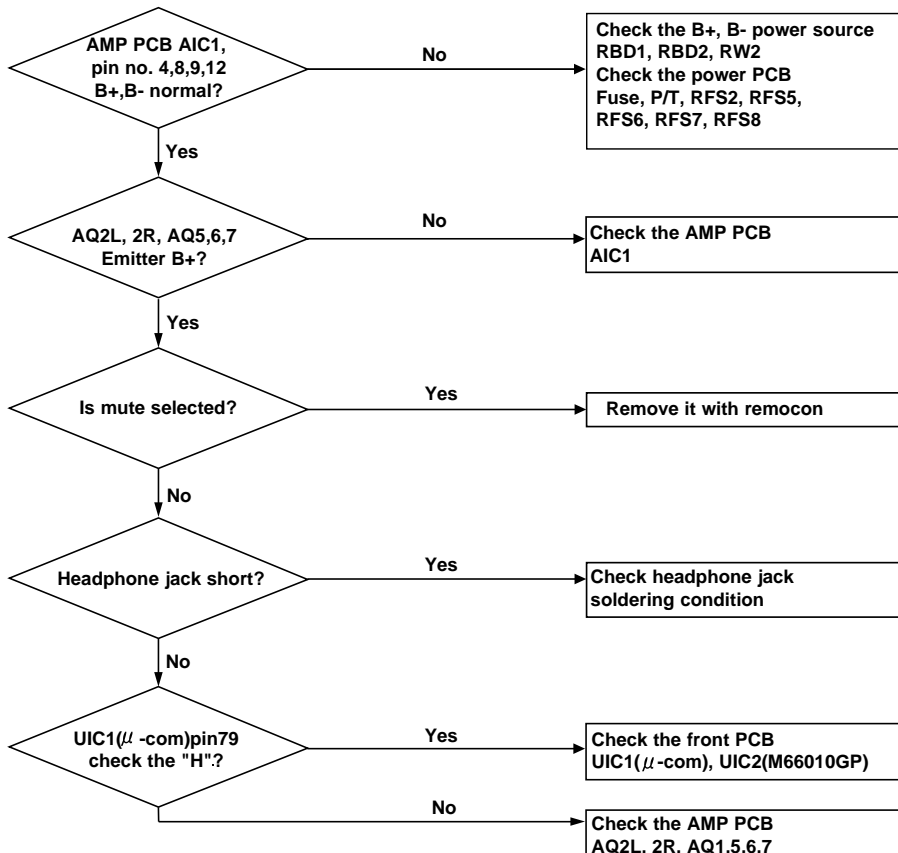 AMP PCB AIC1,
pin no. 4,8,9,12
B+,B- normal?
No
Check the B+, B- power source
RBD1, RBD2, RW2
Check the power PCB
Fuse, P/T, RFS2, RFS5,
RFS6, RFS7, RFS8
Yes
AQ2L, 2R, AQ5,6,7
Emitter B+?
No
Check the AMP PCB
AIC1
Yes
Is mute selected?
Yes
Remove it with remocon
No
Headphone jack short?
Yes
Check headphone jack
soldering condition
No
UIC1(μ-com)pin79
check the "H".?
Yes
Check the front PCB
UIC1(μ-com), UIC2(M66010GP)
No
Check the AMP PCB
AQ2L, 2R, AQ1,5,6,7